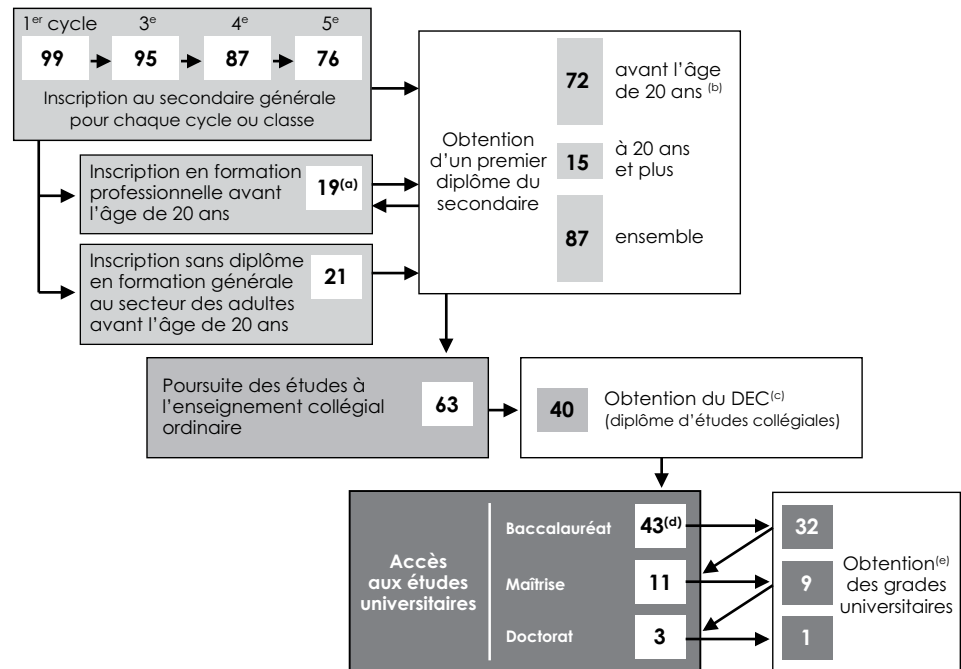 1er cycle 3e 4e 5e
99 95 87 76
Inscription au secondaire générale
pour chaque cycle ou classe
Inscription en formation
professionnelle avant
l'âge de 20 ans
19(a)
Inscription sans diplôme
en formation générale
au secteur des adultes
avant l'âge de 20 ans
21
Obtention
d'un premier
diplôme du
secondaire
72
avant l'âge
de 20 ans (b)
15
à 20 ans
et plus
87
ensemble
Poursuite des études à
l'enseignement collégial
ordinaire
63
40
Obtention du DEC(c)
(diplôme d'études collégiales)
Accès
aux études
universitaires
Baccalauréat 43(d)
Maîtrise 11
Doctorat 3
32
9
1
Obtention(e)
des grades
universitaires